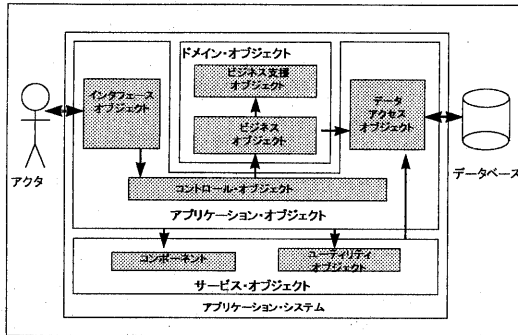 ドメイン・オブジェクト
ビジネス支援
オブジェクト
インタフェース
オブジェクト
データ
アクセス
オブジェクト
ビジネス
オブジェクト
アクタ
データベース
コントロール・オブジェクト
アプリケーション・オブジェクト
コンポーネント
ユーティリティ
オブジェクト
サービス・オブジェクト
アプリケーション・システム